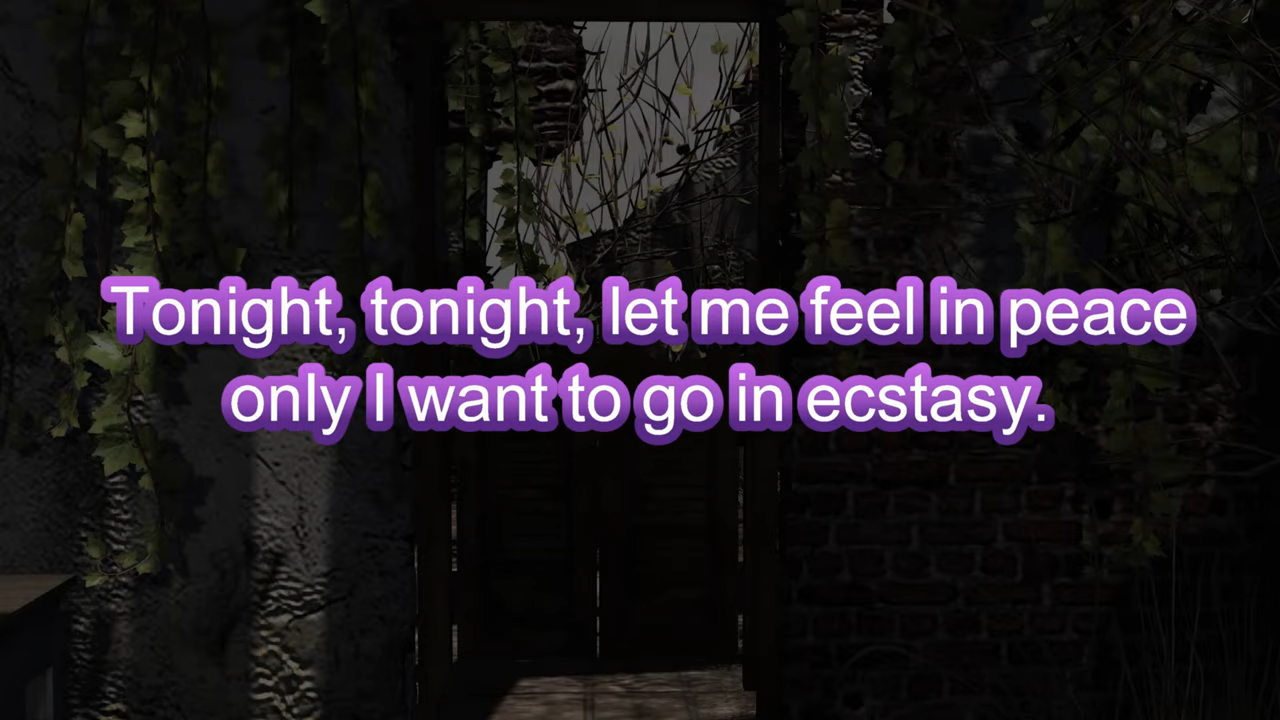 Tonight, tonight, let me feel in peace
only I want to go in ecstasy.